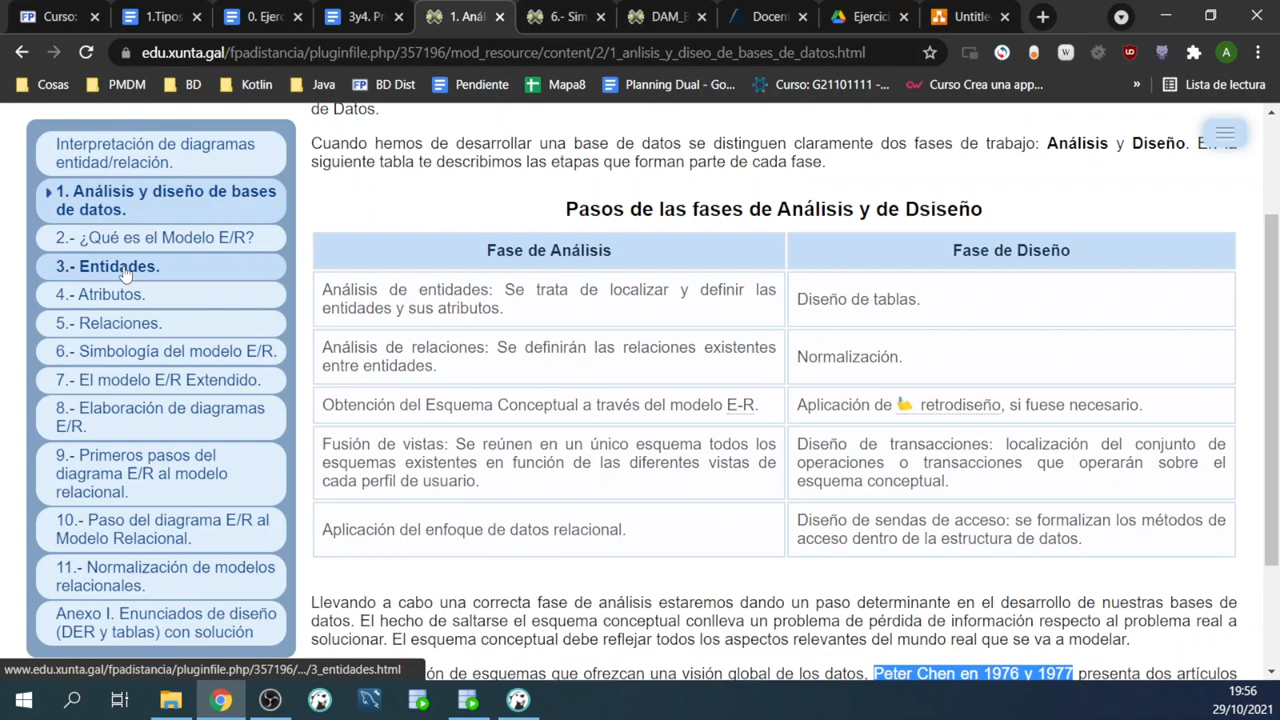 Curso:
1.Tipos
0. Ejerc
3y4. Pr
1. Anál
6.- Sim
DAM_B
Docent
Ejercici
Untitle
edu.xunta.gal/fpadistancia/pluginfile.php/357196/mod_resource/content/2/1_anlisis_y_diseo_de_bases_de_datos.html
A
Cosas
PMDM
BD
Kotlin
Java
BD Dist
Pendiente
Mapa8
Planning Dual - Go...
Curso: G21101111 -...
Curso Crea una app...
»
Lista de lectura
Interpretación de diagramas
entidad/relación.
1. Análisis y diseño de bases
de datos.
2.- ¿Qué es el Modelo E/R?
3.- Entidades.
4.- Atributos.
5.- Relaciones.
6.- Simbología del modelo E/R.
7.- El modelo E/R Extendido.
8.- Elaboración de diagramas
E/R.
9.- Primeros pasos del
diagrama E/R al modelo
relacional.
10.- Paso del diagrama E/R al
Modelo Relacional.
11.- Normalización de modelos
relacionales.
Anexo I. Enunciados de diseño
(DER y tablas) con solución
de Datos.
Cuando hemos de desarrollar una base de datos se distinguen claramente dos fases de trabajo: Análisis y Diseño. En la
siguiente tabla te describimos las etapas que forman parte de cada fase.
Pasos de las fases de Análisis y de Dsiseño
Fase de Análisis
Fase de Diseño
Análisis de entidades: Se trata de localizar y definir las
entidades y sus atributos.
Diseño de tablas.
Análisis de relaciones: Se definirán las relaciones existentes
entre entidades.
Normalización.
Obtención del Esquema Conceptual a través del modelo E-R.
Aplicación de retrodiseño, si fuese necesario.
Fusión de vistas: Se reúnen en un único esquema todos los
esquemas existentes en función de las diferentes vistas de
cada perfil de usuario.
Diseño de transacciones: localización del conjunto de
operaciones o transacciones que operarán sobre el
esquema conceptual.
Aplicación del enfoque de datos relacional.
Diseño de sendas de acceso: se formalizan los métodos de
acceso dentro de la estructura de datos.
Llevando a cabo una correcta fase de análisis estaremos dando un paso determinante en el desarrollo de nuestras bases de
datos. El hecho de saltarse el esquema conceptual conlleva un problema de pérdida de información respecto al problema real a
solucionar. El esquema conceptual debe reflejar todos los aspectos relevantes del mundo real que se va a modelar.
ón de esquemas que ofrezcan una visión global de los datos, Peter Chen en 1976 y 1977 presenta dos artículos
www.edu.xunta.gal/fpadistancia/pluginfile.php/357196/.../3_entidades.html
19:56
29/10/2021